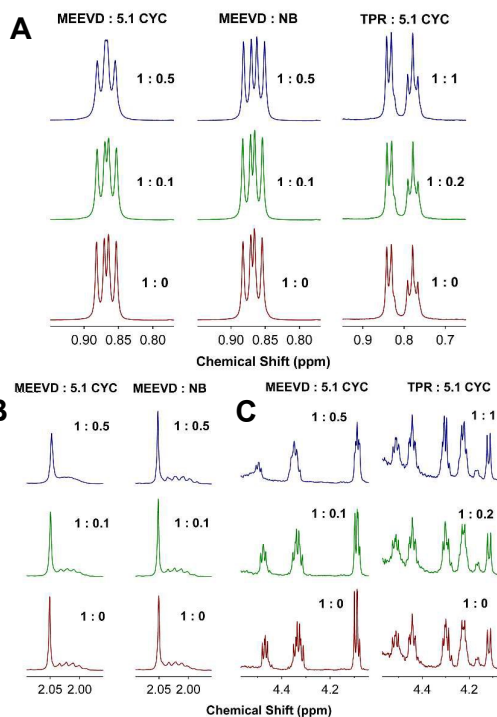 A
MEEVD : 5.1 CYC MEEVD : NB TPR : 5.1 CYC
1 : 0.5 1 : 0.5 1 : 1
1 : 0.1 1 : 0.1 1 : 0.2
1 : 0 1 : 0 1 : 0
0.90 0.85 0.80 0.90 0.85 0.80 0.9 0.8 0.7
Chemical Shift (ppm)
B
MEEVD : 5.1 CYC MEEVD : NB
1 : 0.5 1 : 0.5
1 : 0.1 1 : 0.1
1 : 0 1 : 0
2.05 2.00 2.05 2.00
Chemical Shift (ppm)
C
MEEVD : 5.1 CYC TPR : 5.1 CYC
1 : 0.5 1 : 1
1 : 0.1 1 : 0.2
1 : 0 1 : 0
4.4 4.2 4.4 4.2
Chemical Shift (ppm)